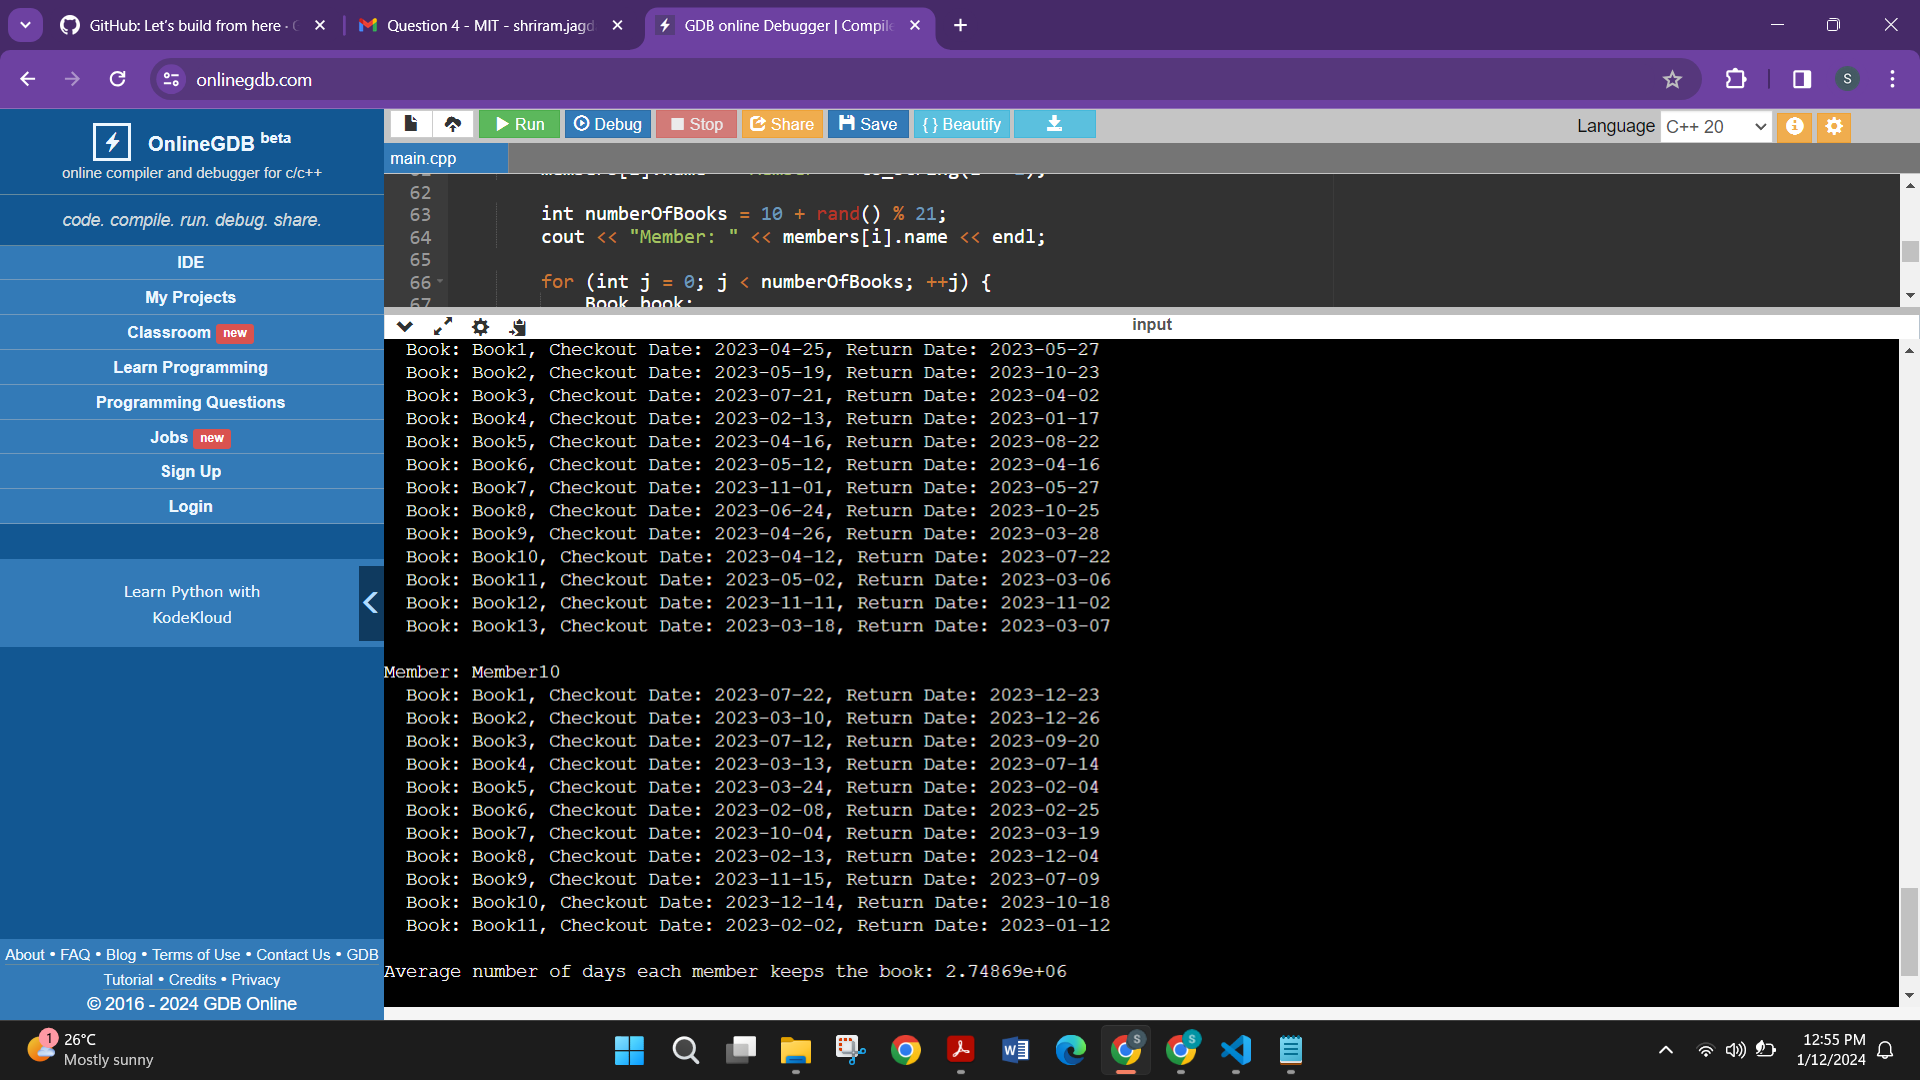 GitHub: Let's build from here ·
Question 4 - MIT - shriram.jagd
GDB online Debugger | Compile
onlinegdb.com
S
OnlineGDB beta
online compiler and debugger for c/c++
code. compile. run. debug. share.
IDE
My Projects
Classroom new
Learn Programming
Programming Questions
Jobs new
Sign Up
Login
Learn Python with
KodeKloud
About • FAQ • Blog • Terms of Use • Contact Us • GDB
Tutorial • Credits • Privacy
© 2016 - 2024 GDB Online
Run Debug Stop Share Save { } Beautify
Language C++ 20
main.cpp
62
63 int numberOfBooks = 10 + rand() % 21;
64 cout << "Member: " << members[i].name << endl;
65
66 for (int j = 0; j < numberOfBooks; ++j) {
67 Book book;
input
Book: Book1, Checkout Date: 2023-04-25, Return Date: 2023-05-27
Book: Book2, Checkout Date: 2023-05-19, Return Date: 2023-10-23
Book: Book3, Checkout Date: 2023-07-21, Return Date: 2023-04-02
Book: Book4, Checkout Date: 2023-02-13, Return Date: 2023-01-17
Book: Book5, Checkout Date: 2023-04-16, Return Date: 2023-08-22
Book: Book6, Checkout Date: 2023-05-12, Return Date: 2023-04-16
Book: Book7, Checkout Date: 2023-11-01, Return Date: 2023-05-27
Book: Book8, Checkout Date: 2023-06-24, Return Date: 2023-10-25
Book: Book9, Checkout Date: 2023-04-26, Return Date: 2023-03-28
Book: Book10, Checkout Date: 2023-04-12, Return Date: 2023-07-22
Book: Book11, Checkout Date: 2023-05-02, Return Date: 2023-03-06
Book: Book12, Checkout Date: 2023-11-11, Return Date: 2023-11-02
Book: Book13, Checkout Date: 2023-03-18, Return Date: 2023-03-07
Member: Member10
Book: Book1, Checkout Date: 2023-07-22, Return Date: 2023-12-23
Book: Book2, Checkout Date: 2023-03-10, Return Date: 2023-12-26
Book: Book3, Checkout Date: 2023-07-12, Return Date: 2023-09-20
Book: Book4, Checkout Date: 2023-03-13, Return Date: 2023-07-14
Book: Book5, Checkout Date: 2023-03-24, Return Date: 2023-02-04
Book: Book6, Checkout Date: 2023-02-08, Return Date: 2023-02-25
Book: Book7, Checkout Date: 2023-10-04, Return Date: 2023-03-19
Book: Book8, Checkout Date: 2023-02-13, Return Date: 2023-12-04
Book: Book9, Checkout Date: 2023-11-15, Return Date: 2023-07-09
Book: Book10, Checkout Date: 2023-12-14, Return Date: 2023-10-18
Book: Book11, Checkout Date: 2023-02-02, Return Date: 2023-01-12
Average number of days each member keeps the book: 2.74869e+06
1
26°C
Mostly sunny
12:55 PM
1/12/2024